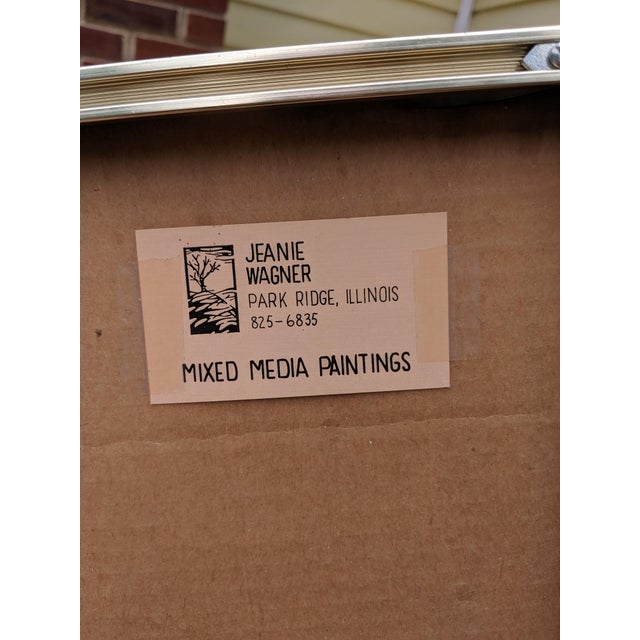 JEANIE
WAGNER
PARK RIDGE, ILLINOIS
825-6835
MIXED MEDIA PAINTINGS